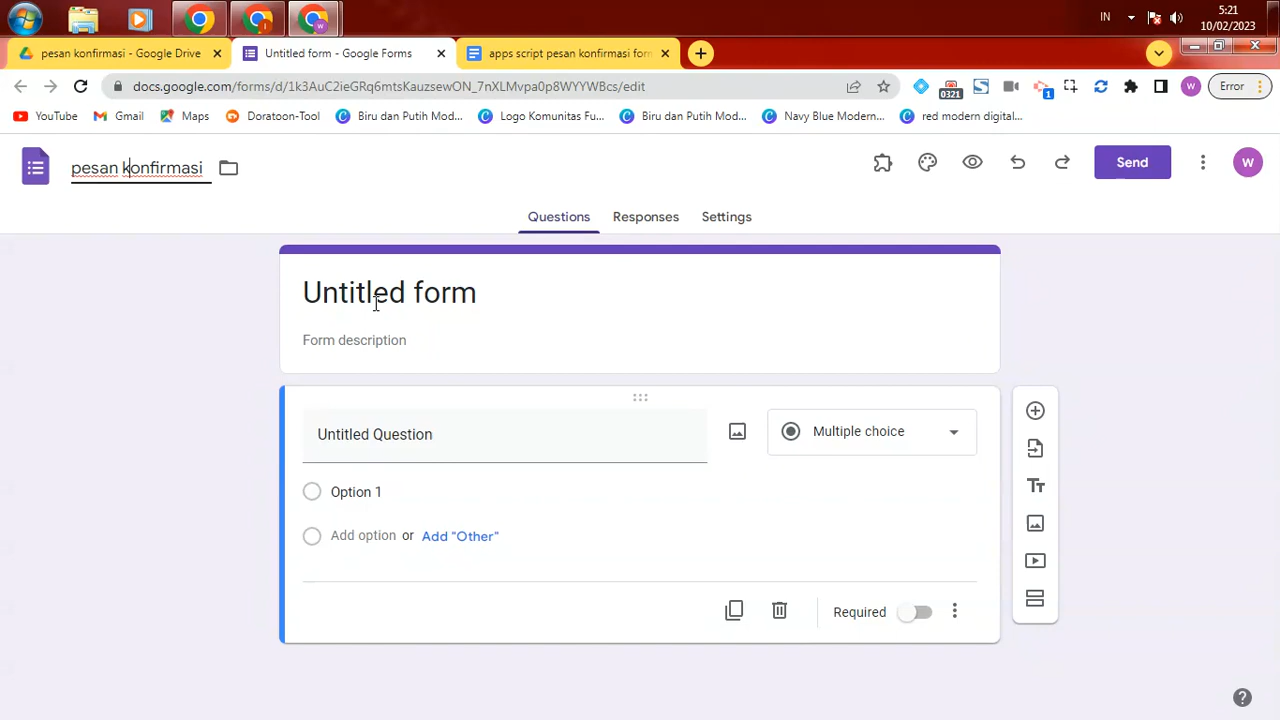 5:21
IN
10/02/2023
pesan konfirmasi - Google Drive
Untitled form - Google Forms
apps script pesan konfirmasi form
docs.google.com/forms/d/1k3AuC2jGRq6mtxKaussewON_7mXLMvpa0p8WYYWBcs/edit
0321
1
W
Error
YouTube
Gmail
Maps
Doratoon-Tool
Biru dan Putih Mod...
Logo Komunitas Fu...
Biru dan Putih Mod...
Navy Blue Modern...
red modern digital...
pesan konfirmasi
Send
W
Questions
Responses
Settings
Untitled form
Form description
Untitled Question
Multiple choice
Option 1
Add option or Add "Other"
Required